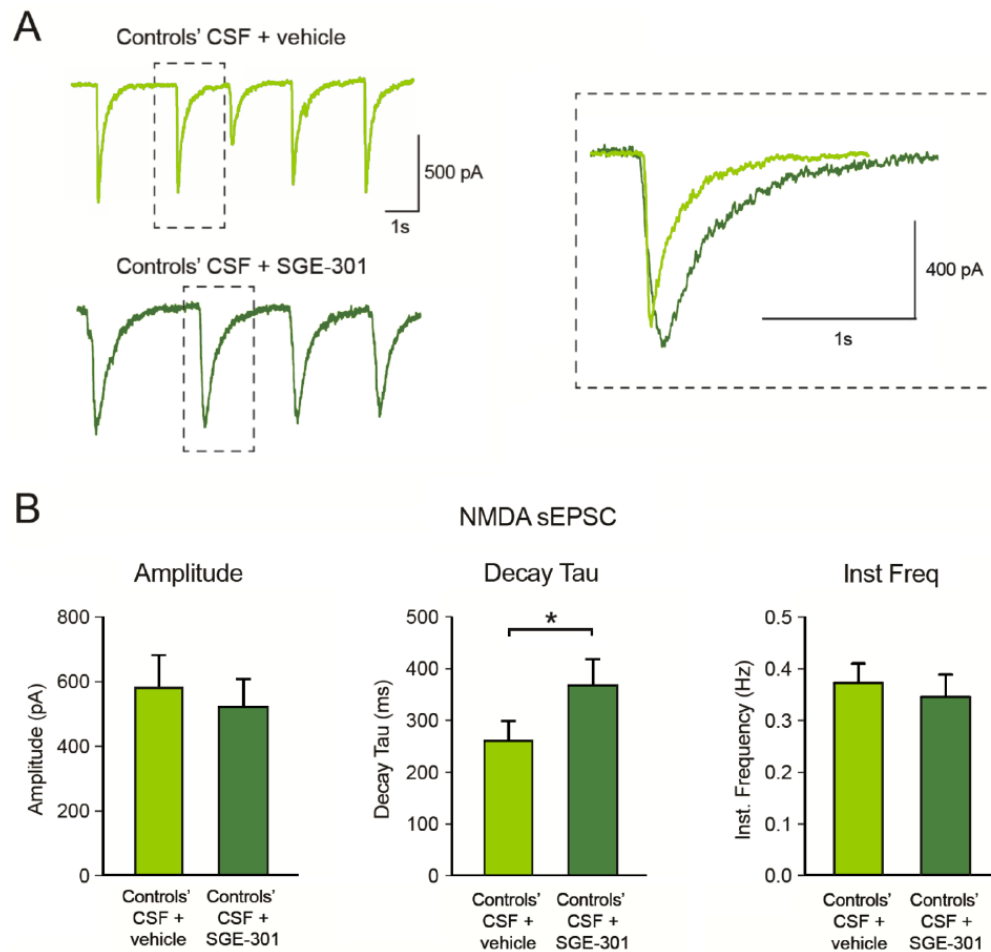 A
Controls' CSF + vehicle
500 pA
1s
Controls' CSF + SGE-301
400 pA
1s
B
NMDA sEPSC
Amplitude
Amplitude (pA)
800
600
400
200
0
Controls'
CSF +
vehicle
Controls'
CSF +
SGE-301
Decay Tau
Decay Tau (ms)
500
400
300
200
100
0
*
Controls'
CSF +
vehicle
Controls'
CSF +
SGE-301
Inst Freq
Inst. Frequency (Hz)
0.5
0.4
0.3
0.2
0.1
0
Controls'
CSF +
vehicle
Controls'
CSF +
SGE-301